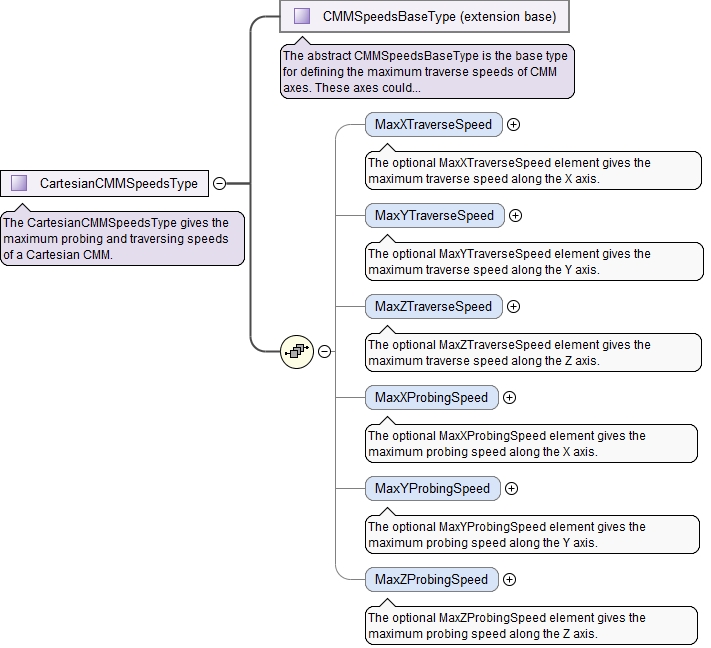 CMMSpeedsBaseType (extension base)
The abstract CMMSpeedsBaseType is the base type
for defining the maximum traverse speeds of CMM
axes. These axes could...
CartesianCMMSpeedsType
The CartesianCMMSpeedsType gives the
maximum probing and traversing speeds
of a Cartesian CMM.
MaxXTraverseSpeed
The optional MaxXTraverseSpeed element gives the
maximum traverse speed along the X axis.
MaxYTraverseSpeed
The optional MaxYTraverseSpeed element gives the
maximum traverse speed along the Y axis.
MaxZTraverseSpeed
The optional MaxZTraverseSpeed element gives the
maximum traverse speed along the Z axis.
MaxXProbingSpeed
The optional MaxXProbingSpeed element gives the
maximum probing speed along the X axis.
MaxYProbingSpeed
The optional MaxYProbingSpeed element gives the
maximum probing speed along the Y axis.
MaxZProbingSpeed
The optional MaxZProbingSpeed element gives the
maximum probing speed along the Z axis.